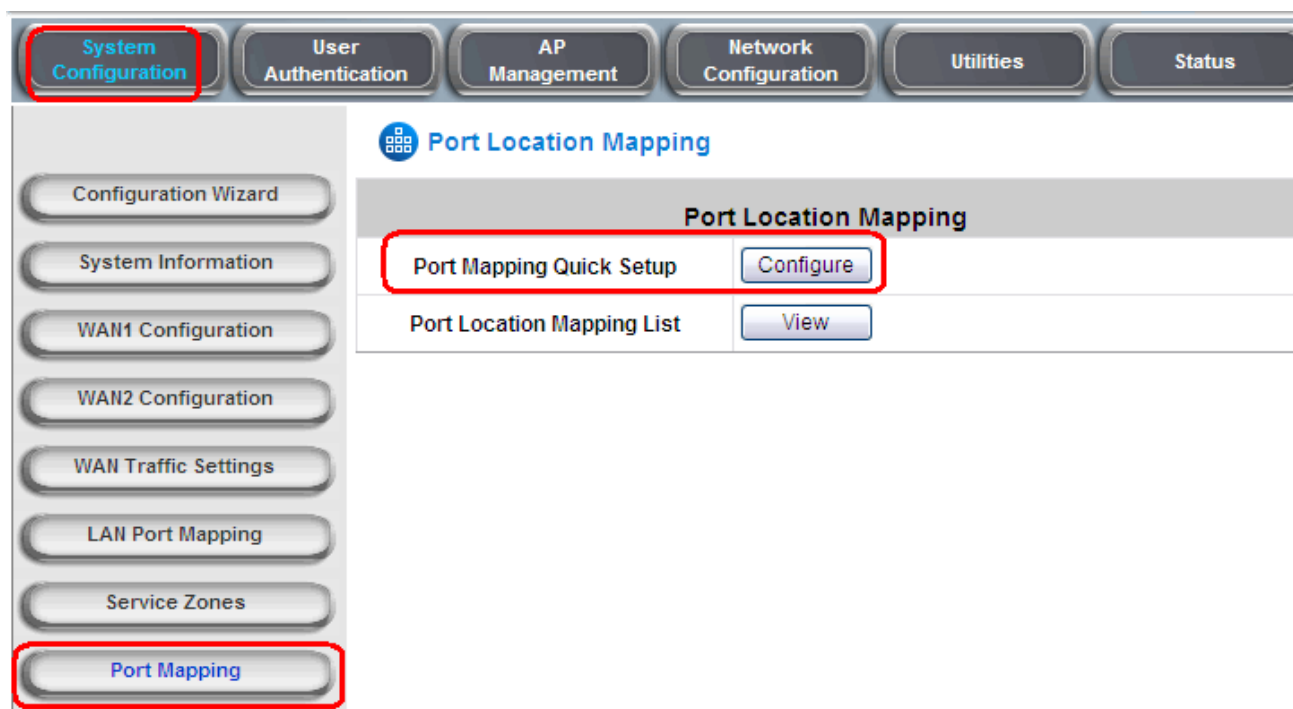 System
Configuration
User
Authentication
AP
Management
Network
Configuration
Utilities
Status
Port Location Mapping
Configuration Wizard
System Information
WAN1 Configuration
WAN2 Configuration
WAN Traffic Settings
LAN Port Mapping
Service Zones
Port Mapping
Port Location Mapping
Port Mapping Quick Setup Configure
Port Location Mapping List View